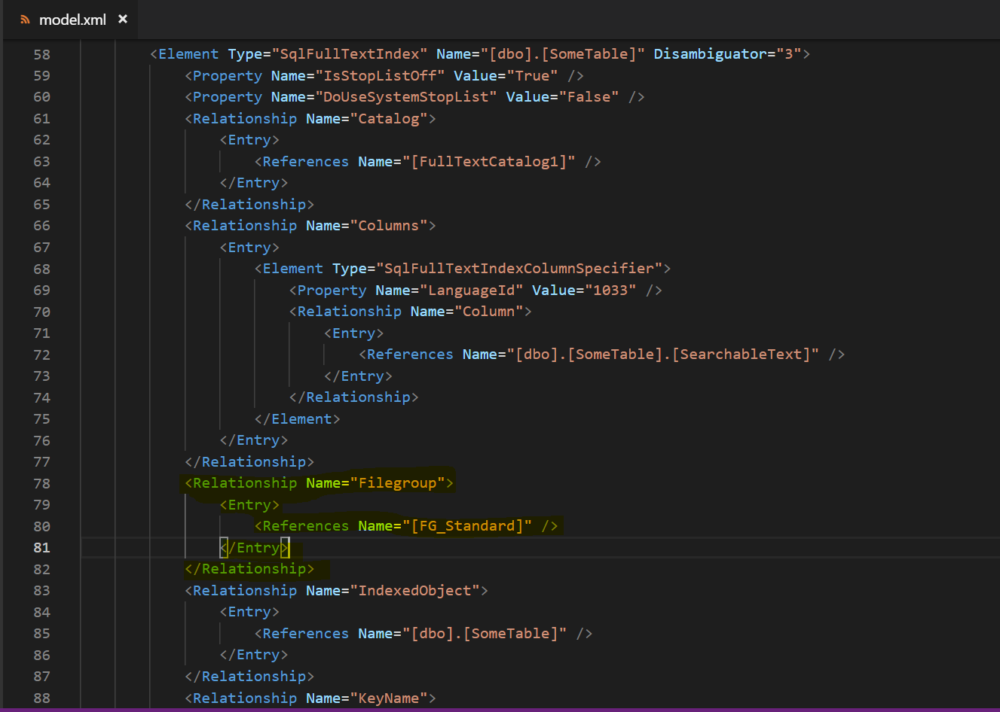 model.xml ×
58 <Element Type="SqlFullTextIndex" Name="[dbo].[SomeTable]" Disambiguator="3">
59 <Property Name="IsStopListOff" Value="True" />
60 <Property Name="DoUseSystemStopList" Value="False" />
61 <Relationship Name="Catalog">
62 <Entry>
63 <References Name="[FullTextCatalog1]" />
64 </Entry>
65 </Relationship>
66 <Relationship Name="Columns">
67 <Entry>
68 <Element Type="SqlFullTextIndexColumnSpecifier">
69 <Property Name="LanguageId" Value="1033" />
70 <Relationship Name="Column">
71 <Entry>
72 <References Name="[dbo].[SomeTable].[SearchableText]" />
73 </Entry>
74 </Relationship>
75 </Element>
76 </Entry>
77 </Relationship>
78 <Relationship Name="Filegroup">
79 <Entry>
80 <References Name="[FG_Standard]" />
81 </Entry>
82 </Relationship>
83 <Relationship Name="IndexedObject">
84 <Entry>
85 <References Name="[dbo].[SomeTable]" />
86 </Entry>
87 </Relationship>
88 <Relationship Name="KeyName">